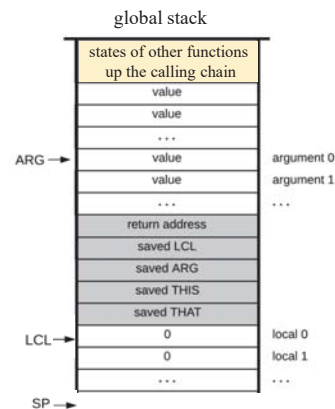 global stack
states of other functions
up the calling chain
value
value
...
ARG value argument 0
value argument 1
... ...
return address
saved LCL
saved ARG
saved THIS
saved THAT
LCL 0 local 0
0 local 1
... ...
SP